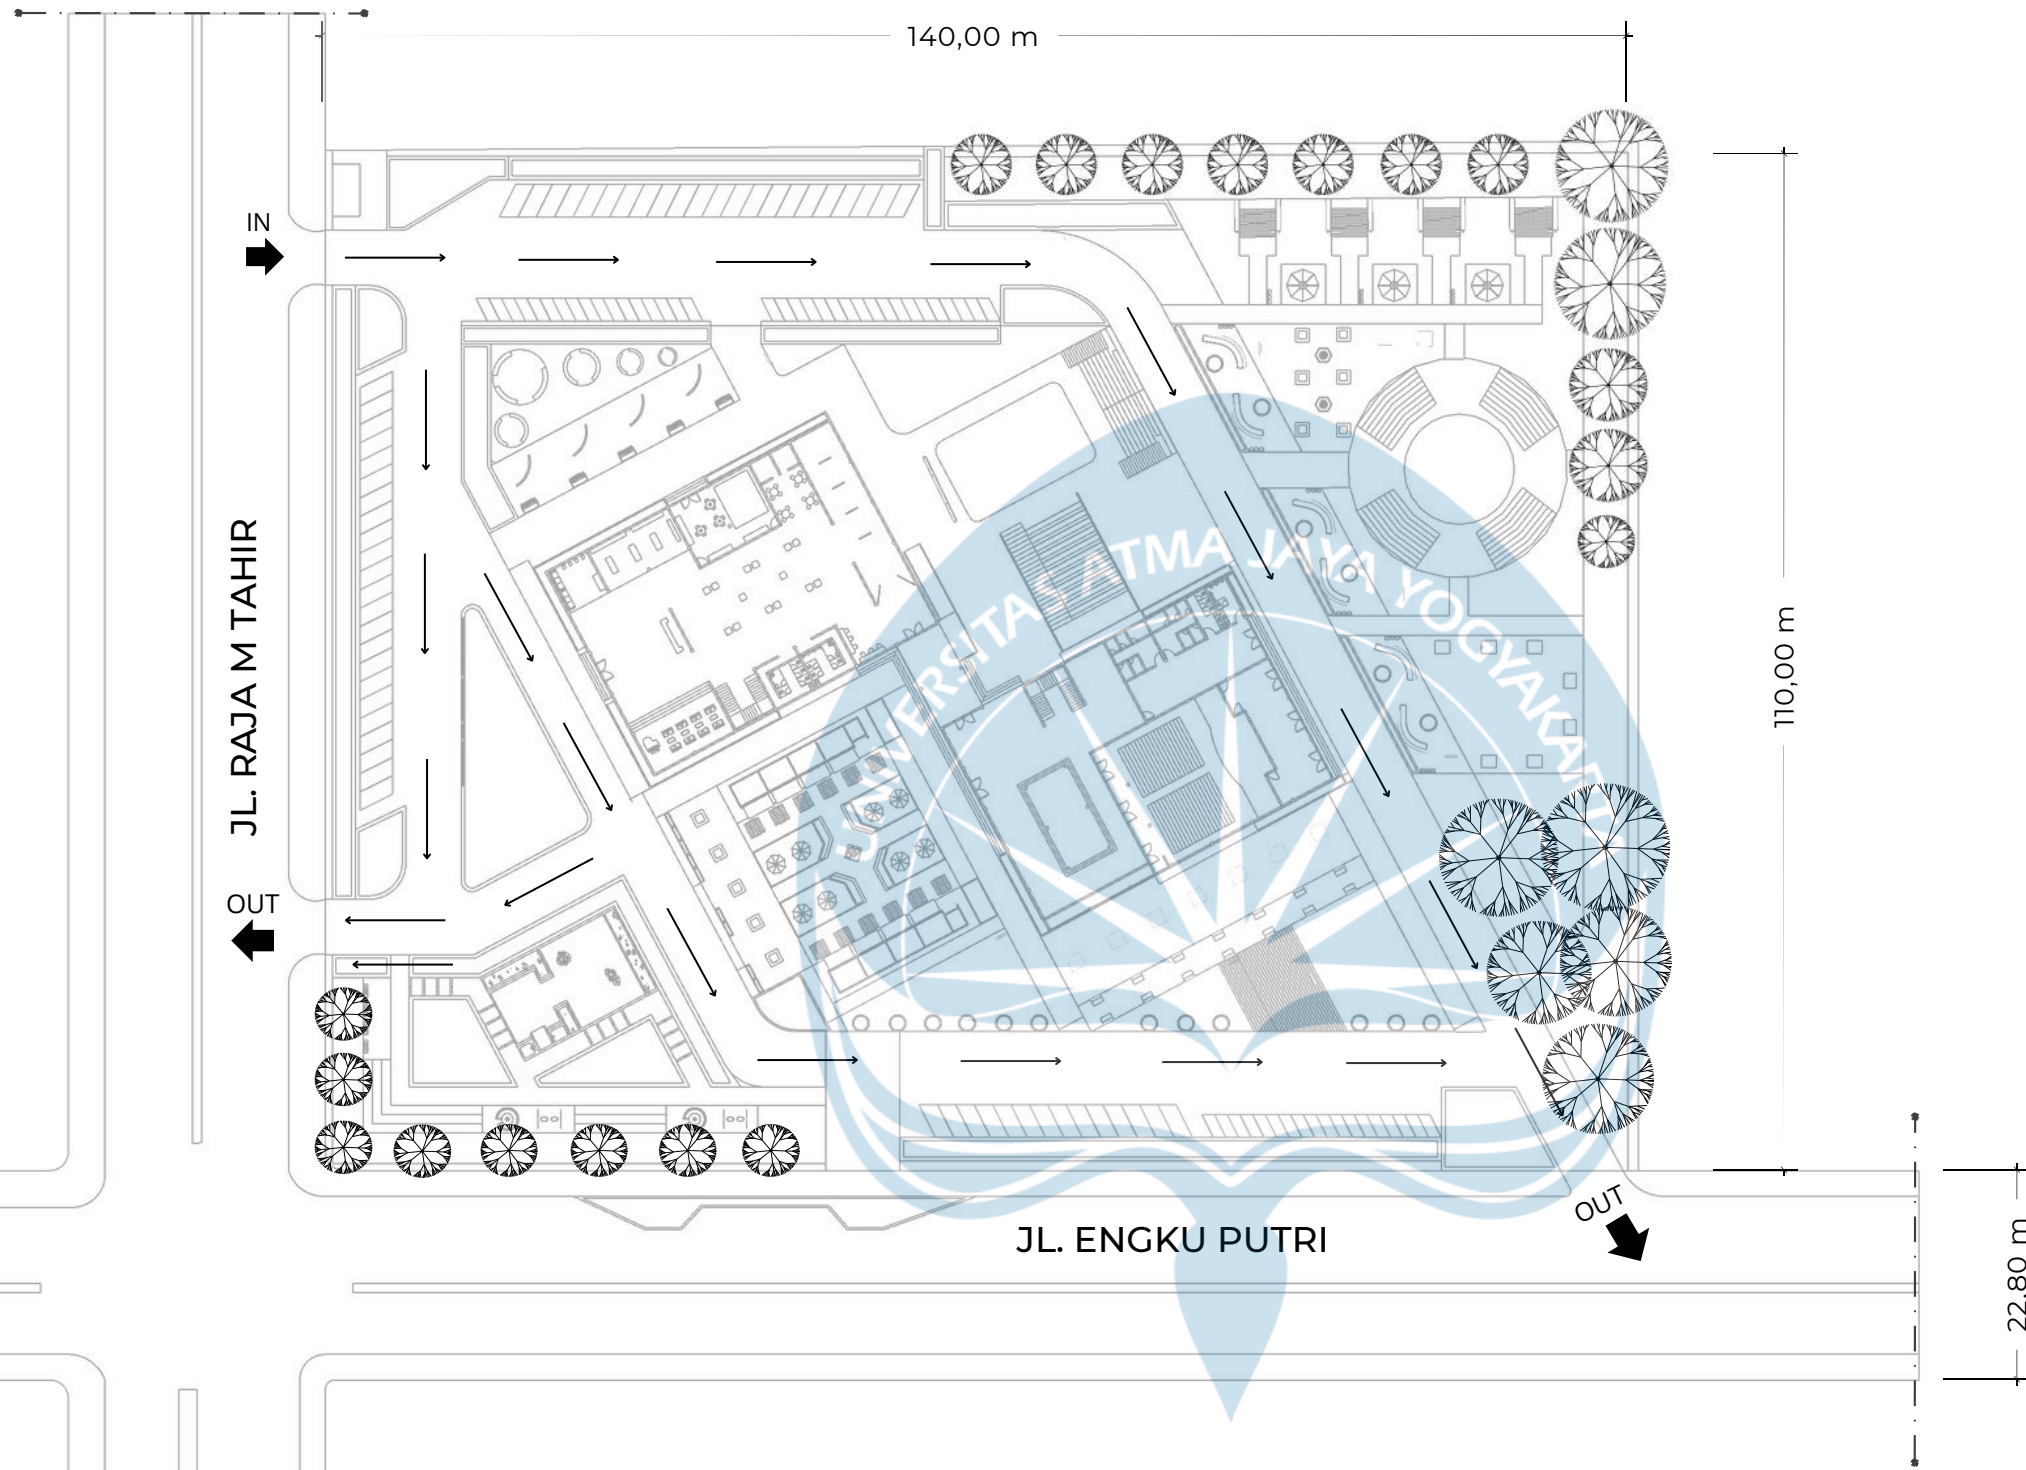 140,00 m
IN
110,00 m
JL. RAJA M TAHIR
UNIVERSITAS ATMA JAYA YOGYAKARTA
OUT
OUT
JL. ENGKU PUTRI
22,80 m